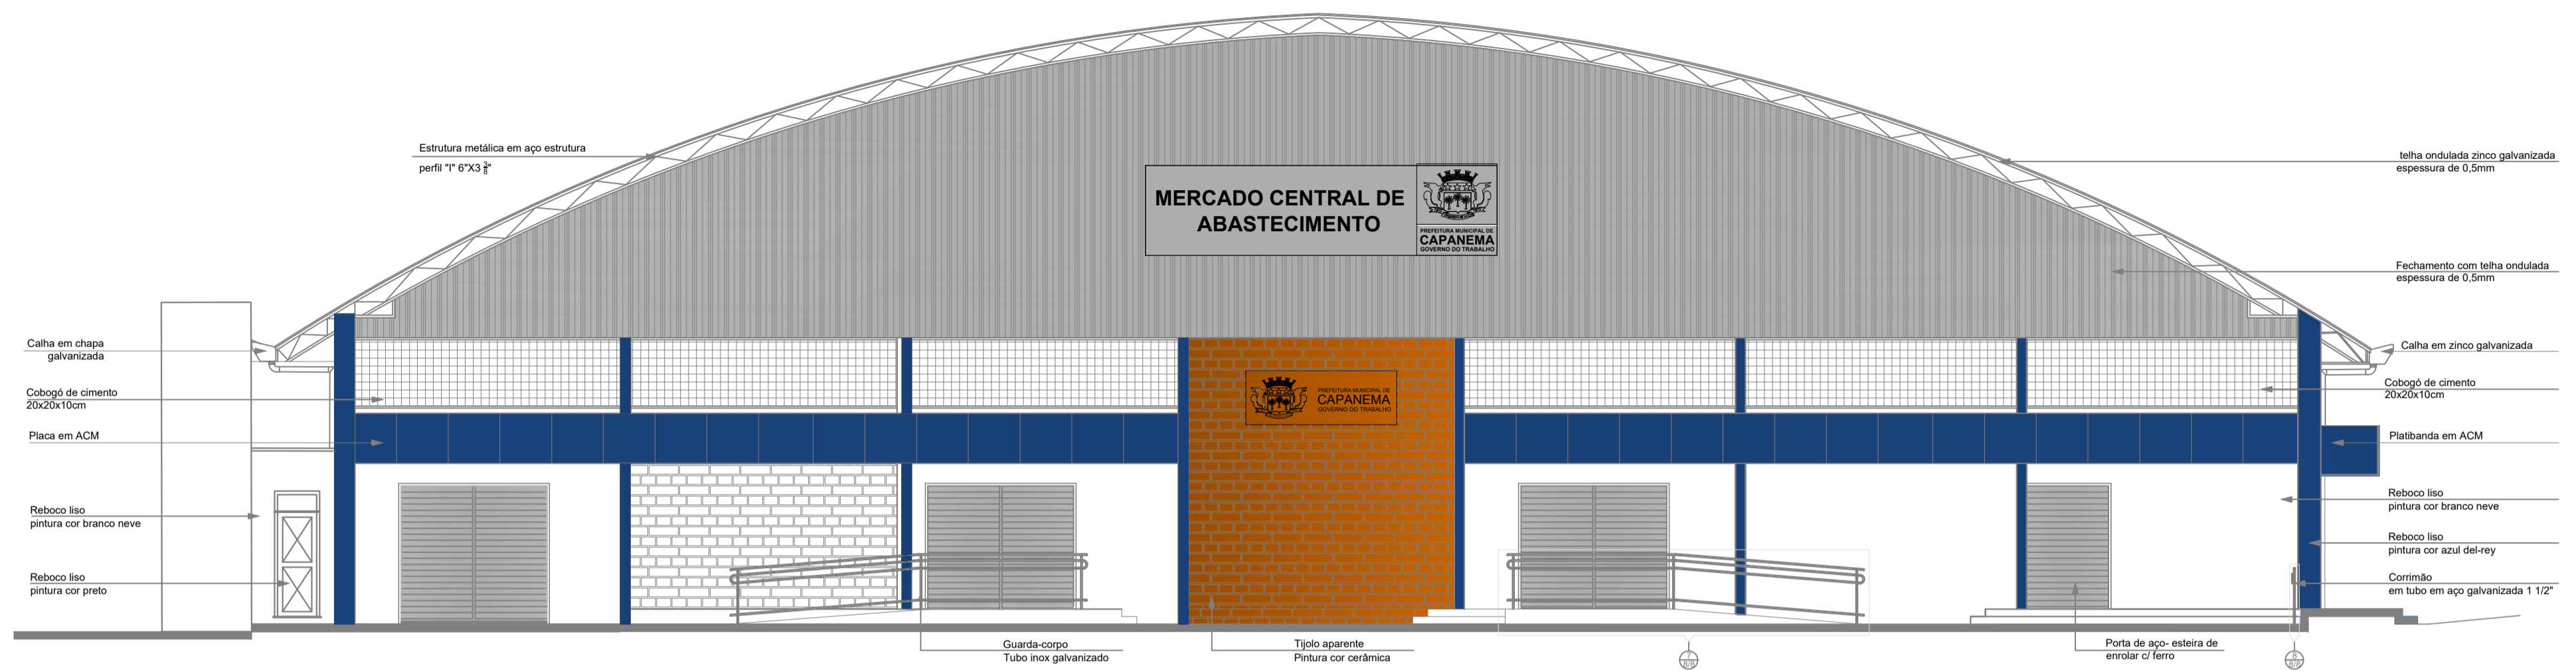 Estrutura metálica em aço estrutura
perfil "I" 6"X3 3/8"
telha ondulada zinco galvanizada
espessura de 0,5mm
MERCADO CENTRAL DE
ABASTECIMENTO
PREFEITURA MUNICIPAL DE
CAPANEMA
GOVERNO DO TRABALHO
Fechamento com telha ondulada
espessura de 0,5mm
Calha em chapa
galvanizada
Calha em zinco galvanizada
Cobogó de cimento
20x20x10cm
PREFEITURA MUNICIPAL DE
CAPANEMA
GOVERNO DO TRABALHO
Cobogó de cimento
20x20x10cm
Placa em ACM
Platibanda em ACM
Reboco liso
pintura cor branco neve
Reboco liso
pintura cor branco neve
Reboco liso
pintura cor azul del-rey
Reboco liso
pintura cor preto
Corrimão
em tubo em aço galvanizada 1 1/2"
Guarda-corpo
Tubo inox galvanizado
Tijolo aparente
Pintura cor cerâmica
7
8/8
Porta de aço- esteira de
enrolar c/ ferro
8
8/8